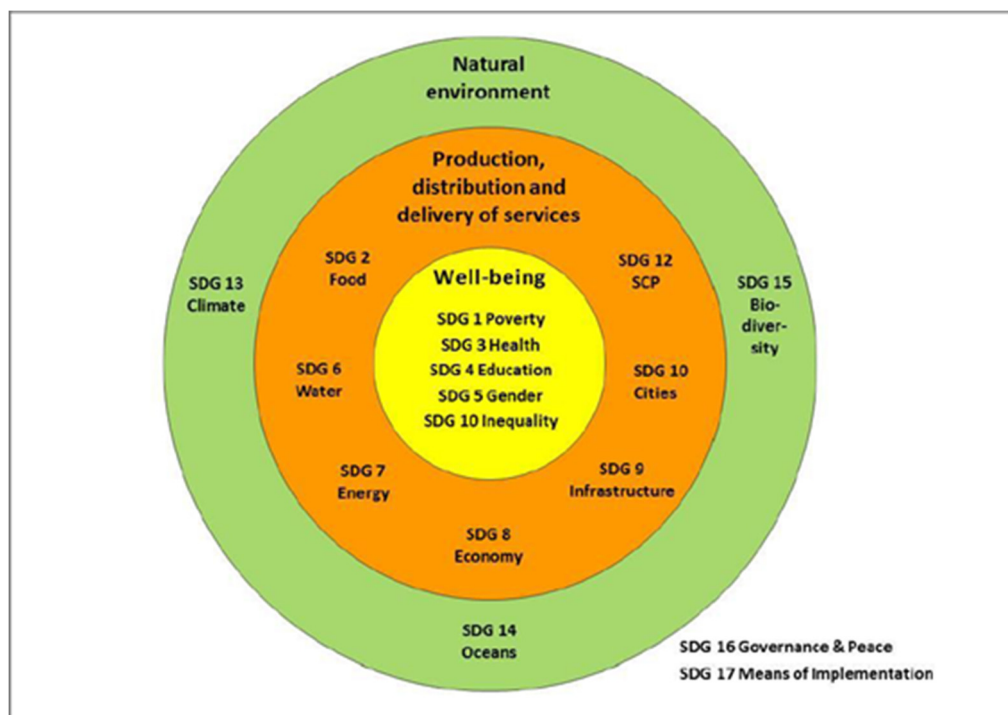 Natural
environment
Production,
distribution and
delivery of services
SDG 2
Food
SDG 12
SCP
Well-being
SDG 13
Climate
SDG 15
Bio-
diver-
sity
SDG 1 Poverty
SDG 3 Health
SDG 4 Education
SDG 5 Gender
SDG 10 Inequality
SDG 6
Water
SDG 10
Cities
SDG 7
Energy
SDG 9
Infrastructure
SDG 8
Economy
SDG 14
Oceans
SDG 16 Governance & Peace
SDG 17 Means of Implementation